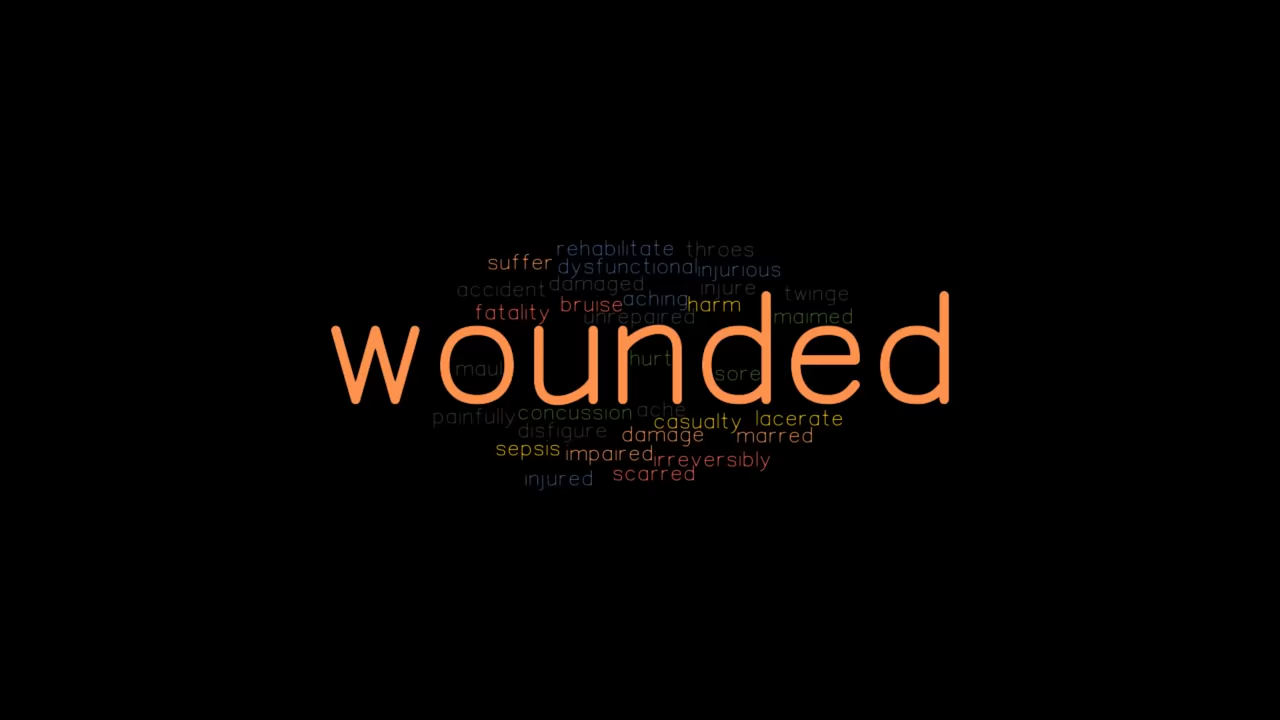 rehabilitate throes
suffer dysfunctional injurious
accident damaged injure twinge
fatality bruise aching harm
unrepaired maimed
wounded
maul hurt sore
painfully concussion ache casualty lacerate
disfigure damage marred
sepsis impaired irreversibly
injured scarred